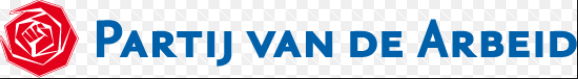 Partij van de Arbeid